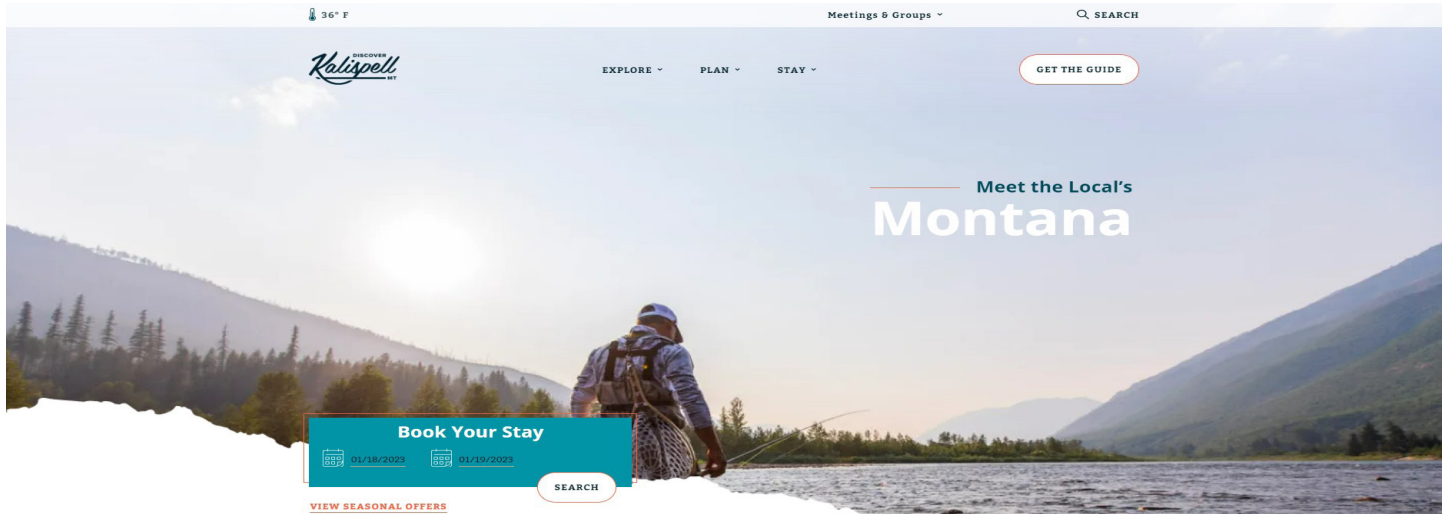 36° F
Meetings & Groups
SEARCH
DISCOVER
Kalispell
MT
EXPLORE
PLAN
STAY
GET THE GUIDE
Meet the Local's
Montana
Book Your Stay
01/18/2023
01/19/2023
SEARCH
VIEW SEASONAL OFFERS